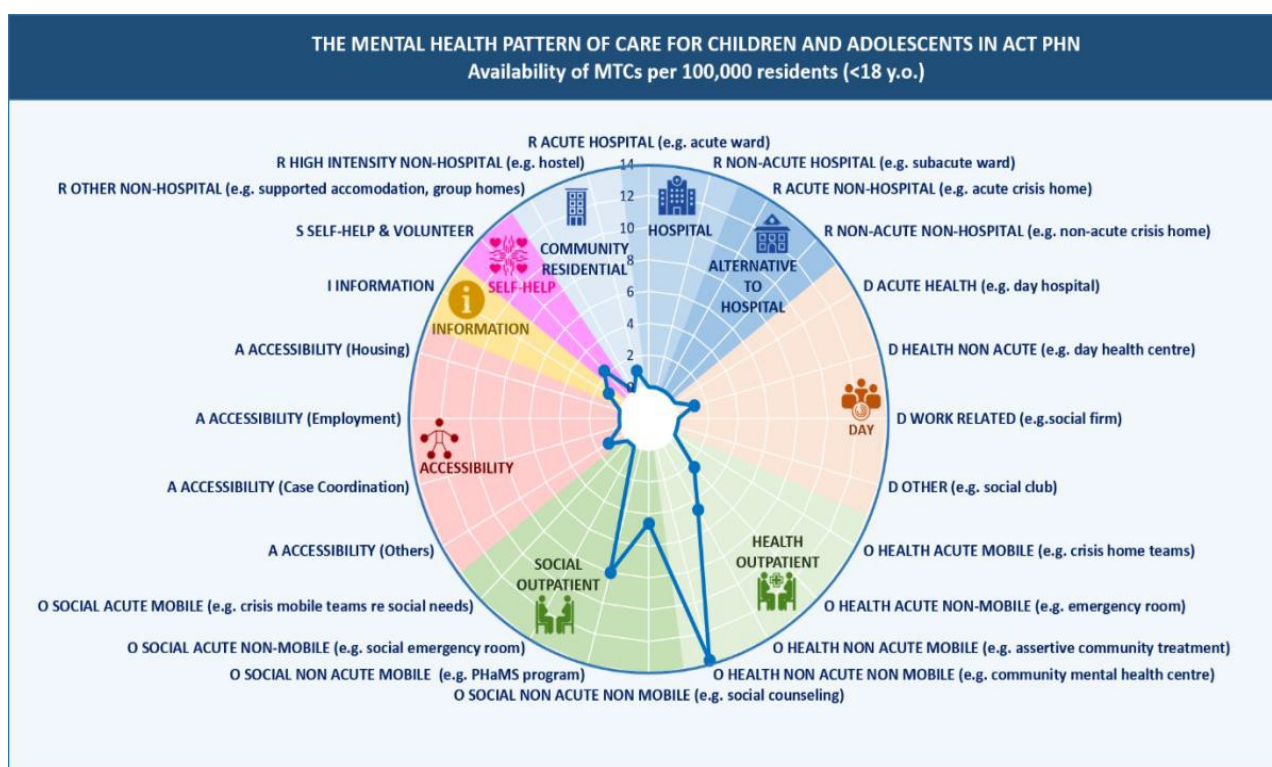 THE MENTAL HEALTH PATTERN OF CARE FOR CHILDREN AND ADOLESCENTS IN ACT PHN
Availability of MTCs per 100,000 residents (<18 y.o.)
R ACUTE HOSPITAL (e.g. acute ward)
R HIGH INTENSITY NON-HOSPITAL (e.g. hostel)
14
R NON-ACUTE HOSPITAL (e.g. subacute ward)
R OTHER NON-HOSPITAL (e.g. supported accomodation, group homes)
12
R ACUTE NON-HOSPITAL (e.g. acute crisis home)
S SELF-HELP & VOLUNTEER
10
HOSPITAL
R NON-ACUTE NON-HOSPITAL (e.g. non-acute crisis home)
COMMUNITY
RESIDENTIAL
8
ALTERNATIVE
TO
HOSPITAL
I INFORMATION
SELF-HELP
6
D ACUTE HEALTH (e.g. day hospital)
INFORMATION
4
A ACCESSIBILITY (Housing)
2
D HEALTH NON ACUTE (e.g. day health centre)
0
A ACCESSIBILITY (Employment)
DAY
D WORK RELATED (e.g.social firm)
ACCESSIBILITY
A ACCESSIBILITY (Case Coordination)
D OTHER (e.g. social club)
A ACCESSIBILITY (Others)
SOCIAL
OUTPATIENT
HEALTH
OUTPATIENT
O HEALTH ACUTE MOBILE (e.g. crisis home teams)
O SOCIAL ACUTE MOBILE (e.g. crisis mobile teams re social needs)
O HEALTH ACUTE NON-MOBILE (e.g. emergency room)
O SOCIAL ACUTE NON-MOBILE (e.g. social emergency room)
O HEALTH NON ACUTE MOBILE (e.g. assertive community treatment)
O SOCIAL NON ACUTE MOBILE (e.g. PHaMS program)
O HEALTH NON ACUTE NON MOBILE (e.g. community mental health centre)
O SOCIAL NON ACUTE NON MOBILE (e.g. social counseling)